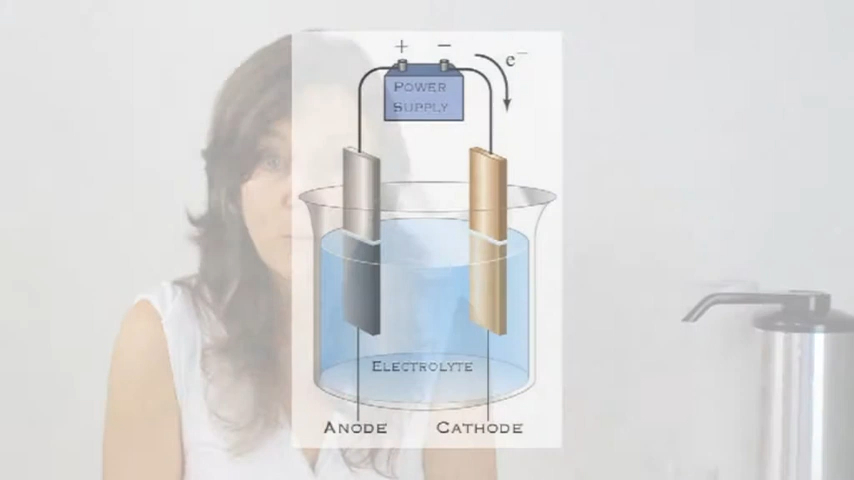 + −
e−
POWER
SUPPLY
ELECTROLYTE
ANODE CATHODE